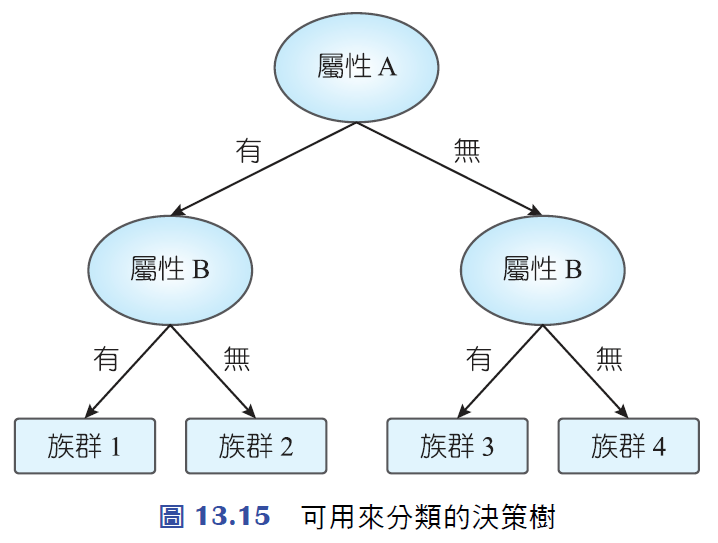 屬性 A
有
無
屬性 B
屬性 B
有
無
有
無
族群 1
族群 2
族群 3
族群 4
圖 13.15 可用來分類的決策樹